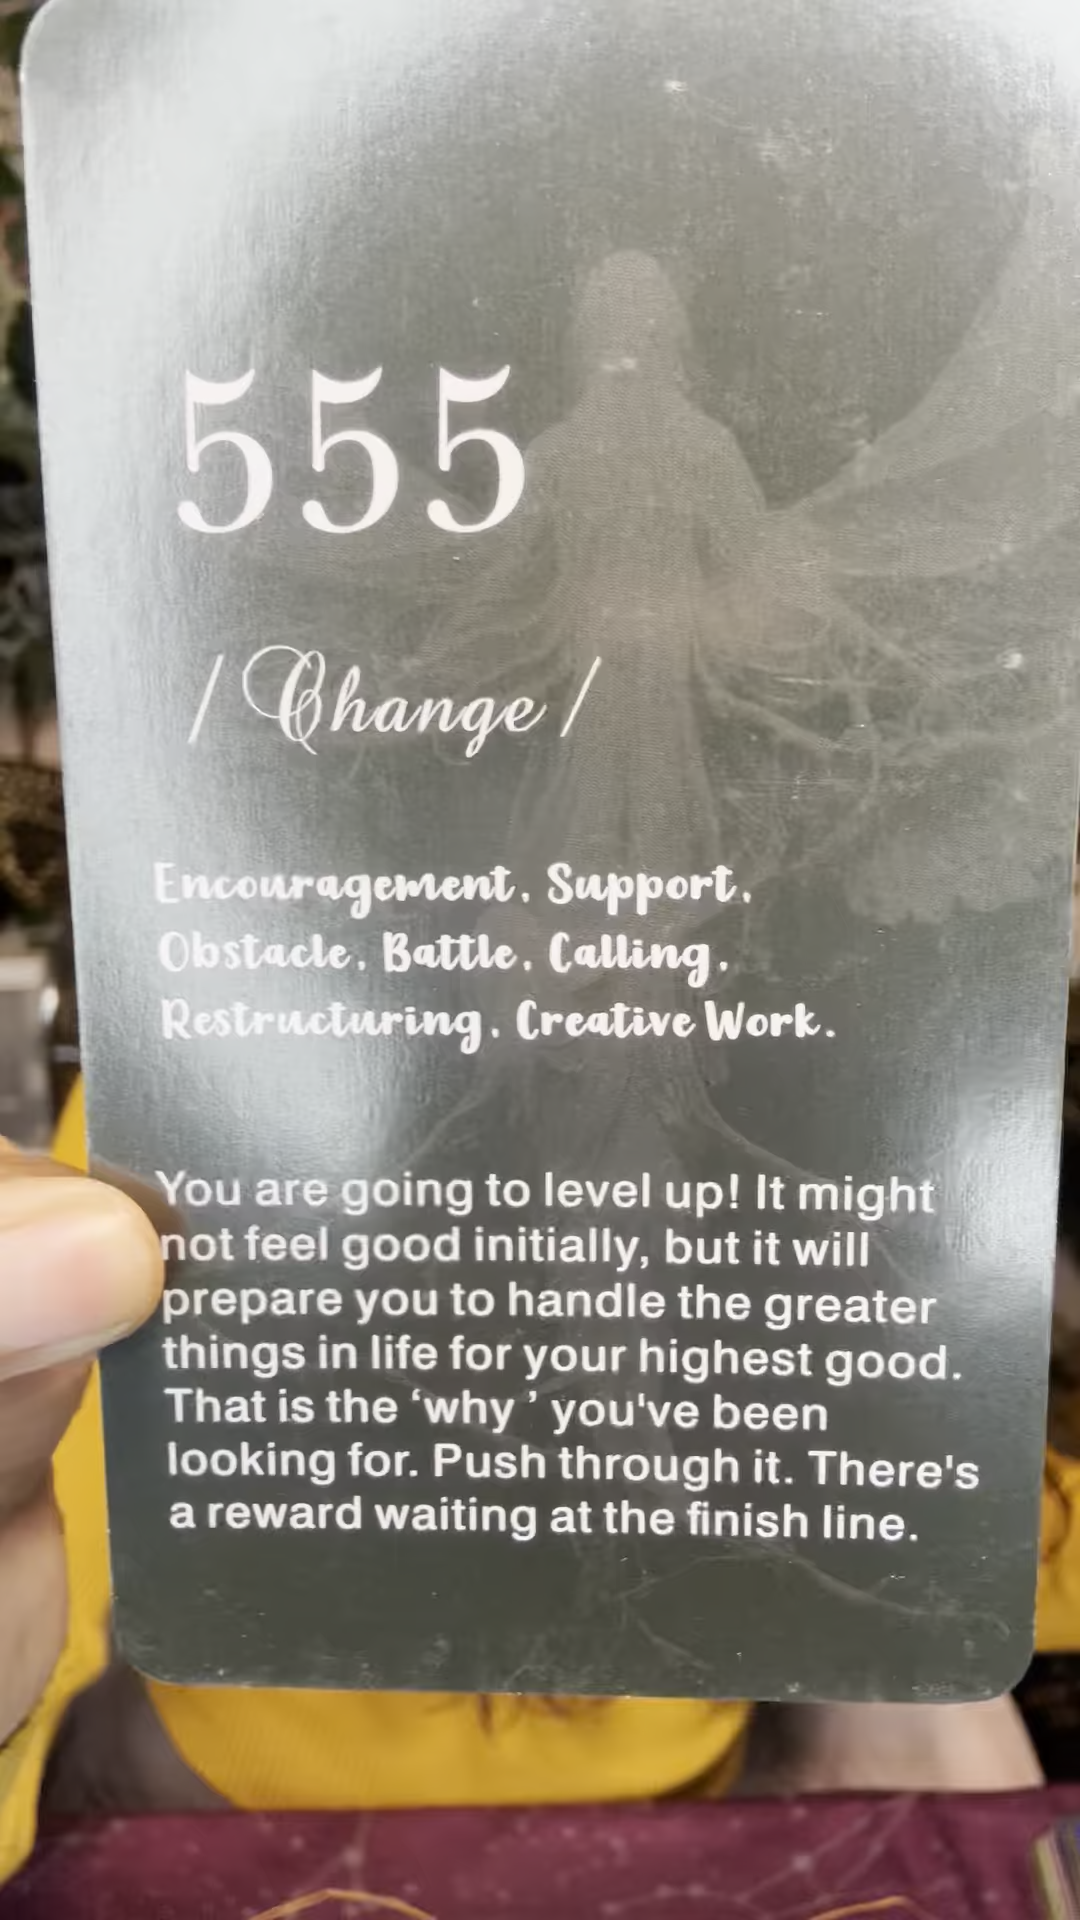 555
/ Change /
Encouragement, Support,
Obstacle, Battle, Calling,
Restructuring, Creative Work.
You are going to level up! It might
not feel good initially, but it will
prepare you to handle the greater
things in life for your highest good.
That is the ‘why ’ you've been
looking for. Push through it. There's
a reward waiting at the finish line.